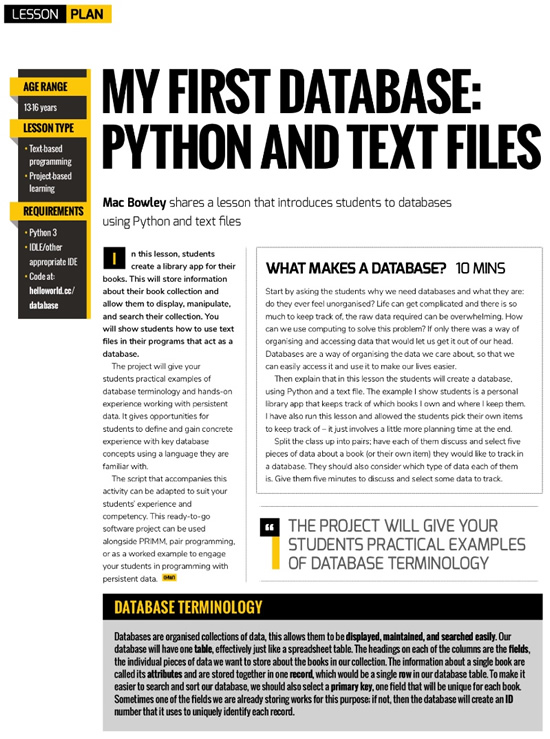 LESSON PLAN
AGE RANGE
13-16 years
LESSON TYPE
• Text-based
programming
• Project-based
learning
REQUIREMENTS
• Python 3
• IDLE/other
appropriate IDE
• Code at:
helloworld.cc/
database
MY FIRST DATABASE:
PYTHON AND TEXT FILES
Mac Bowley shares a lesson that introduces students to databases
using Python and text files
In this lesson, students
create a library app for their
books. This will store information
about their book collection and
allow them to display, manipulate,
and search their collection. You
will show students how to use text
files in their programs that act as a
database.
The project will give your
students practical examples of
database terminology and hands-on
experience working with persistent
data. It gives opportunities for
students to define and gain concrete
experience with key database
concepts using a language they are
familiar with.
The script that accompanies this
activity can be adapted to suit your
students' experience and
competency. This ready-to-go
software project can be used
alongside PRIMM, pair programming,
or as a worked example to engage
your students in programming with
persistent data.
WHAT MAKES A DATABASE? 10 MINS
Start by asking the students why we need databases and what they are:
do they ever feel unorganised? Life can get complicated and there is so
much to keep track of, the raw data required can be overwhelming. How
can we use computing to solve this problem? If only there was a way of
organising and accessing data that would let us get it out of our head.
Databases are a way of organising the data we care about, so that we
can easily access it and use it to make our lives easier.
Then explain that in this lesson the students will create a database,
using Python and a text file. The example I show students is a personal
library app that keeps track of which books I own and where I keep them.
I have also run this lesson and allowed the students pick their own items
to keep track of – it just involves a little more planning time at the end.
Split the class up into pairs; have each of them discuss and select five
pieces of data about a book (or their own item) they would like to track in
a database. They should also consider which type of data each of them
is. Give them five minutes to discuss and select some data to track.
“ THE PROJECT WILL GIVE YOUR
STUDENTS PRACTICAL EXAMPLES
OF DATABASE TERMINOLOGY
DATABASE TERMINOLOGY
Databases are organised collections of data, this allows them to be displayed, maintained, and searched easily. Our
database will have one table, effectively just like a spreadsheet table. The headings on each of the columns are the fields,
the individual pieces of data we want to store about the books in our collection. The information about a single book are
called its attributes and are stored together in one record, which would be a single row in our database table. To make it
easier to search and sort our database, we should also select a primary key, one field that will be unique for each book.
Sometimes one of the fields we are already storing works for this purpose; if not, then the database will create an ID
number that it uses to uniquely identify each record.